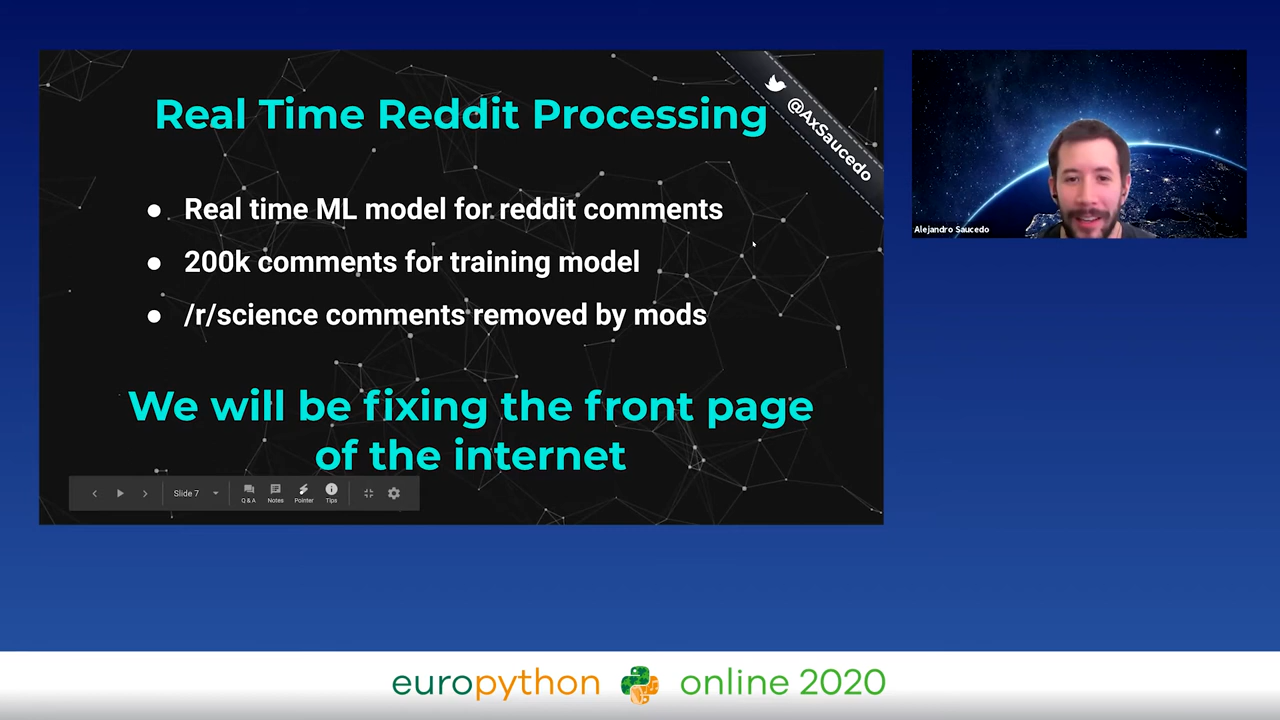 Real Time Reddit Processing
@AxSaucedo
● Real time ML model for reddit comments
● 200k comments for training model
● /r/science comments removed by mods
We will be fixing the front page
of the internet
Slide 7
Q & A
Notes
Pointer
Tips
Alejandro Saucedo
europython online 2020